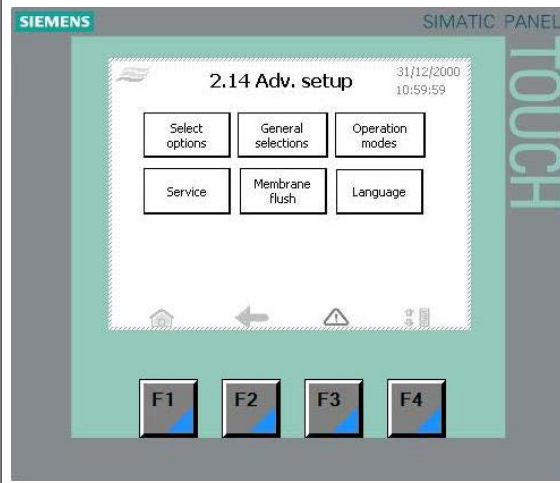 SIEMENS
SIMATIC PANEL
TOUCH
2.14 Adv. setup
31/12/2000
10:59:59
Select
options
General
selections
Operation
modes
Service
Membrane
flush
Language
F1
F2
F3
F4